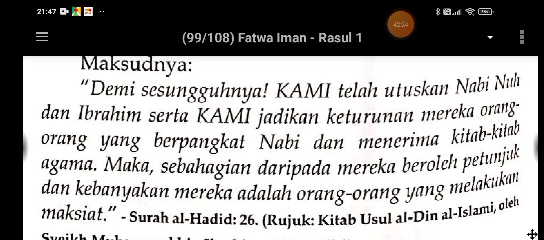 21:47
42:24
(99/108) Fatwa Iman - Rasul 1
Maksudnya:
"Demi sesungguhnya! KAMI telah utuskan Nabi Nuh
dan Ibrahim serta KAMI jadikan keturunan mereka orang-
orang yang berpangkat Nabi dan menerima kitab-kitab
agama. Maka, sebahagian daripada mereka beroleh petunjuk
dan kebanyakan mereka adalah orang-orang yang melakukan
maksiat." - Surah al-Hadid: 26. (Rujuk: Kitab Usul al-Din al-Islami, oleh